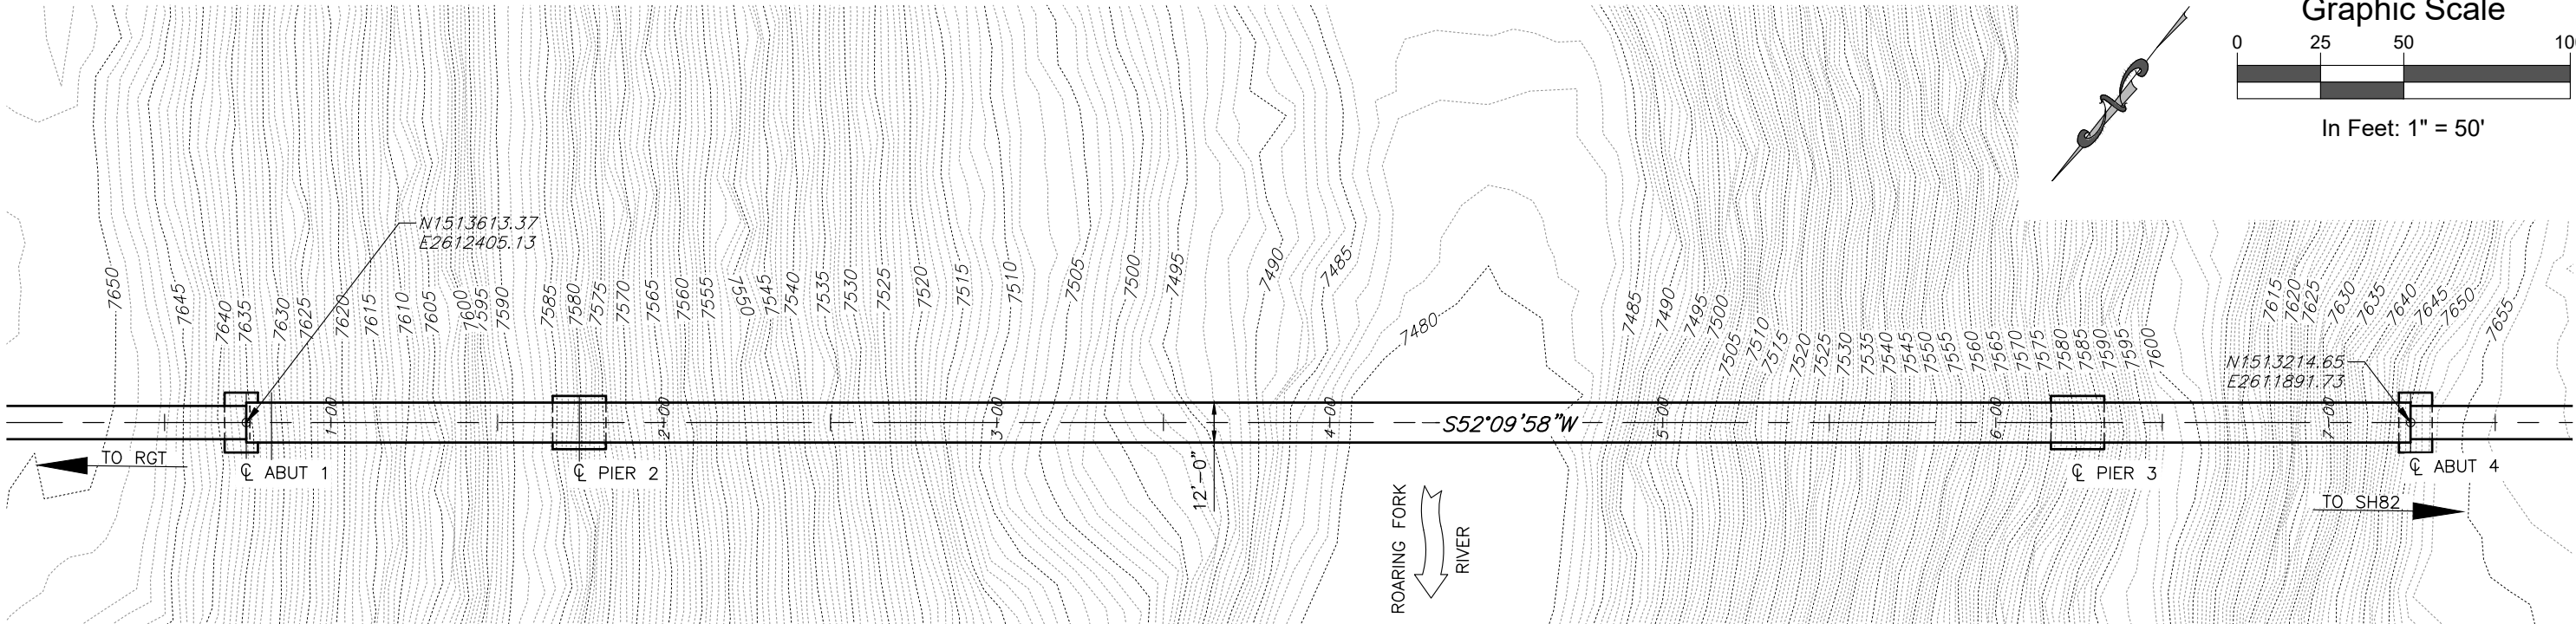 Graphic Scale
0 25 50 100
In Feet: 1" = 50'
N1513613.37
E2612405.13
7650 7645 7640 7635 7630 7625 7620 7615 7610 7605 7600 7595 7590 7585 7580 7575 7570 7565 7560 7555 7550 7545 7540 7535 7530 7525 7520 7515 7510 7505 7500 7495 7490 7485 7480 7485 7490 7495 7500 7505 7510 7515 7520 7525 7530 7535 7540 7545 7550 7555 7560 7565 7570 7575 7580 7585 7590 7595 7600 7615 7620 7625 7630 7635 7640 7645 7650 7655
N1513214.65
E2611891.73
1+00 2+00 3+00 4+00 S52°09'58"W 5+00 6+00 7+00
TO RGT
℄ ABUT 1
℄ PIER 2
12'-0"
℄ PIER 3
℄ ABUT 4
TO SH82
ROARING FORK
RIVER